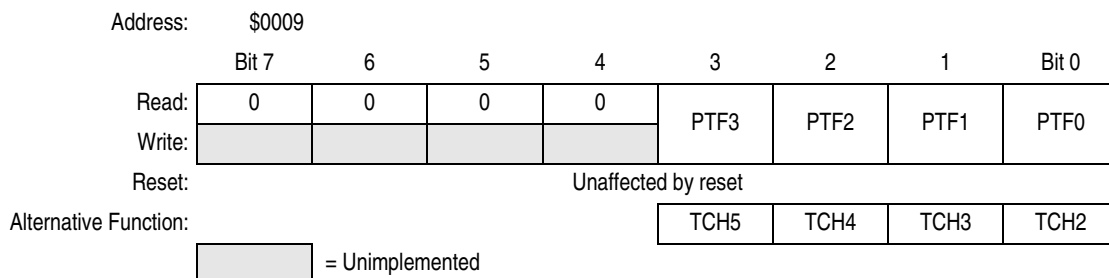 Address: $0009
Bit 7 6 5 4 3 2 1 Bit 0
Read: 0 0 0 0 PTF3 PTF2 PTF1 PTF0
Write:
Reset: Unaffected by reset
Alternative Function: TCH5 TCH4 TCH3 TCH2
= Unimplemented